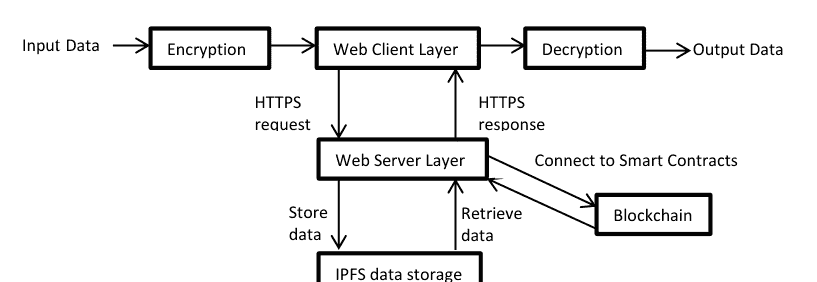 Input Data
Encryption
Web Client Layer
Decryption
Output Data
HTTPS
request
HTTPS
response
Web Server Layer
Connect to Smart Contracts
Store
data
Retrieve
data
Blockchain
IPFS data storage